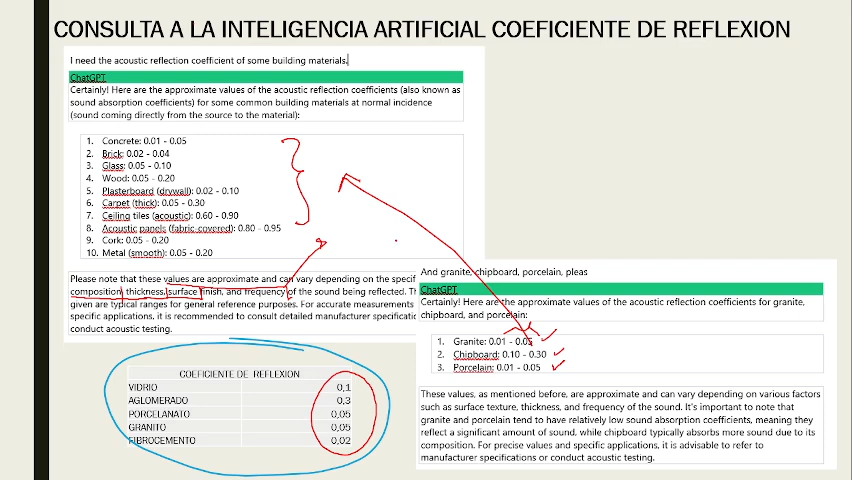 CONSULTA A LA INTELIGENCIA ARTIFICIAL COEFICIENTE DE REFLEXION
I need the acoustic reflection coefficient of some building materials.
ChatGPT
Certainly! Here are the approximate values of the acoustic reflection coefficients (also known as
sound absorption coefficients) for some common building materials at normal incidence
(sound coming directly from the source to the material):
1. Concrete: 0.01 - 0.05
2. Brick: 0.02 - 0.04
3. Glass: 0.05 - 0.10
4. Wood: 0.05 - 0.20
5. Plasterboard (drywall): 0.02 - 0.10
6. Carpet (thick): 0.05 - 0.30
7. Ceiling tiles (acoustic): 0.60 - 0.90
8. Acoustic panels (fabric-covered): 0.80 - 0.95
9. Cork: 0.05 - 0.20
10. Metal (smooth): 0.05 - 0.20
Please note that these values are approximate and can vary depending on the specif
composition, thickness, surface finish, and frequency of the sound being reflected. Th
given are typical ranges for general reference purposes. For accurate measurements
specific applications, it is recommended to consult detailed manufacturer specificatio
conduct acoustic testing.
COEFICIENTE DE REFLEXION
VIDRIO 0,1
AGLOMERADO 0,3
PORCELANATO 0,05
GRANITO 0,05
FIBROCEMENTO 0,02
And granite, chipboard, porcelain, pleas
ChatGPT
Certainly! Here are the approximate values of the acoustic reflection coefficients for granite,
chipboard, and porcelain:
1. Granite: 0.01 - 0.05
2. Chipboard: 0.10 - 0.30
3. Porcelain: 0.01 - 0.05
These values, as mentioned before, are approximate and can vary depending on various factors
such as surface texture, thickness, and frequency of the sound. It's important to note that
granite and porcelain tend to have relatively low sound absorption coefficients, meaning they
reflect a significant amount of sound, while chipboard typically absorbs more sound due to its
composition. For precise values and specific applications, it is advisable to refer to
manufacturer specifications or conduct acoustic testing.